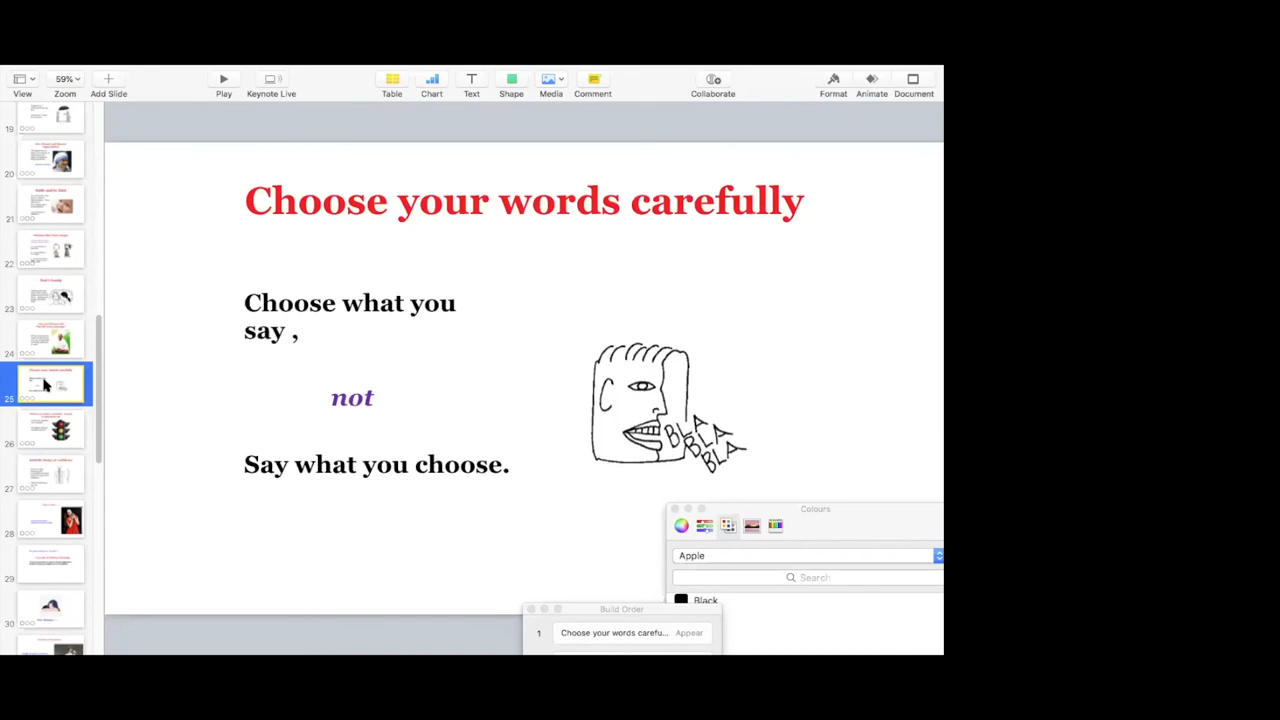 59%
View
Zoom
Add Slide
Play
Keynote Live
Table
Chart
Text
Shape
Media
Comment
Collaborate
Format
Animate
Document
19
20
21
22
23
24
25
26
27
28
29
30
Choose your words carefully
Choose what you
say ,
not
Say what you choose.
BLA
BLA
BLA
Colours
Apple
Search
Black
Build Order
1 Choose your words carefu... Appear